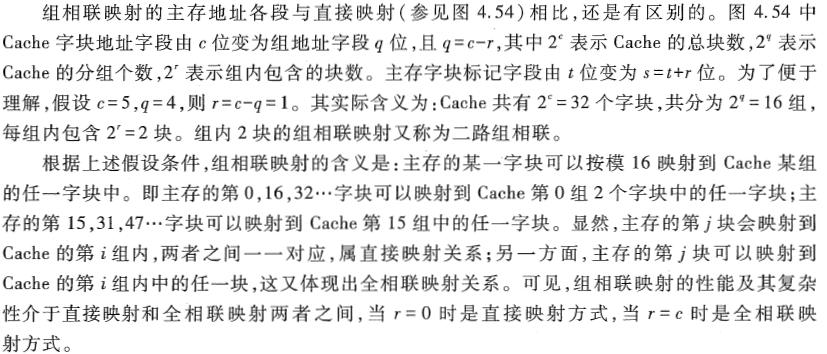 组相联映射的主存地址各段与直接映射(参见图 4.54)相比,还是有区别的。图 4.54 中
Cache 字块地址字段由 c 位变为组地址字段 q 位,且 q=c-r,其中 2ᶜ 表示 Cache 的总块数,2^q 表示
Cache 的分组个数,2ʳ 表示组内包含的块数。主存字块标记字段由 t 位变为 s=t+r 位。为了便于
理解,假设 c=5,q=4,则 r=c-q=1。其实际含义为:Cache 共有 2ᶜ=32 个字块,共分为 2^q=16 组,
每组内包含 2ʳ=2 块。组内 2 块的组相联映射又称为二路组相联。
根据上述假设条件,组相联映射的含义是:主存的某一字块可以按模 16 映射到 Cache 某组
的任一字块中。即主存的第 0,16,32…字块可以映射到 Cache 第 0 组 2 个字块中的任一字块;主
存的第 15,31,47…字块可以映射到 Cache 第 15 组中的任一字块。显然,主存的第 j 块会映射到
Cache 的第 i 组内,两者之间一一对应,属直接映射关系;另一方面,主存的第 j 块可以映射到
Cache 的第 i 组内中的任一块,这又体现出全相联映射关系。可见,组相联映射的性能及其复杂
性介于直接映射和全相联映射两者之间,当 r=0 时是直接映射方式,当 r=c 时是全相联映
射方式。